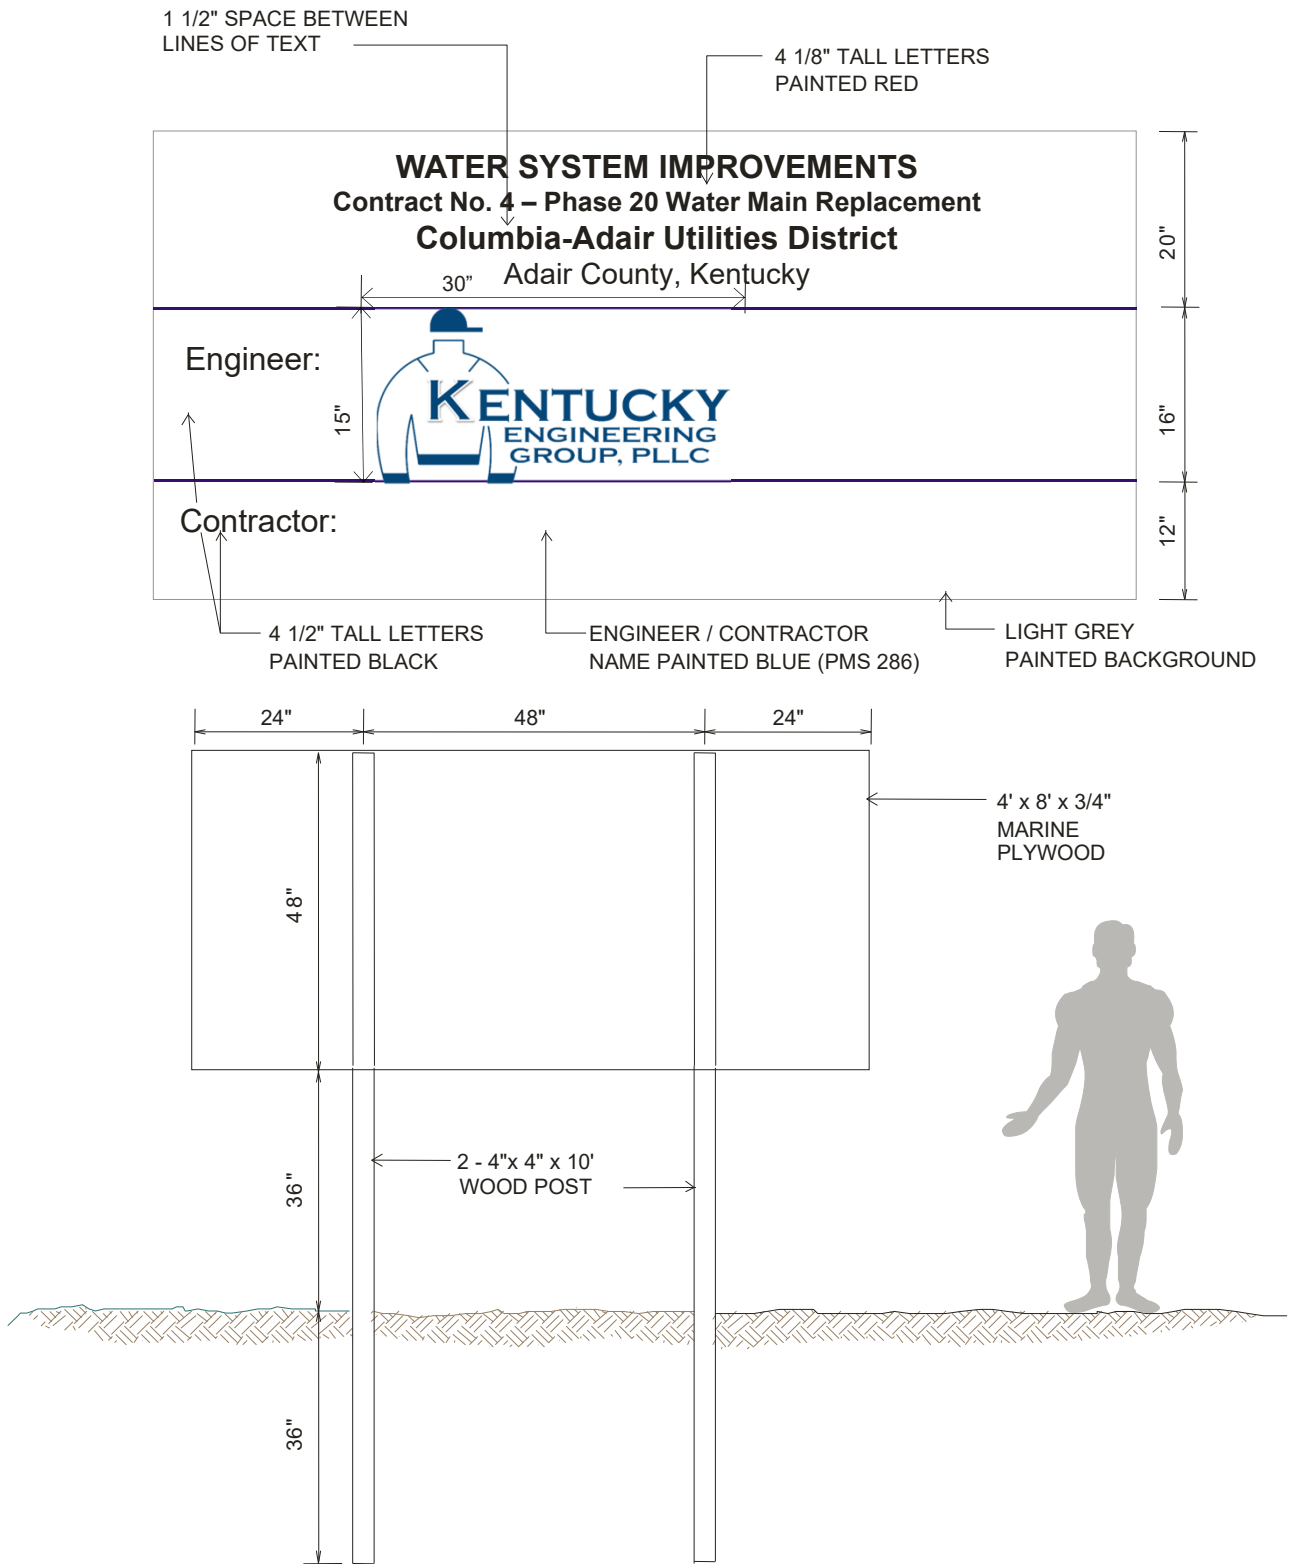 1 1/2" SPACE BETWEEN
LINES OF TEXT
4 1/8" TALL LETTERS
PAINTED RED
WATER SYSTEM IMPROVEMENTS
Contract No. 4 – Phase 20 Water Main Replacement
Columbia-Adair Utilities District
Adair County, Kentucky
30”
20"
Engineer:
15"
KENTUCKY
ENGINEERING
GROUP, PLLC
16"
Contractor:
12"
4 1/2" TALL LETTERS
PAINTED BLACK
ENGINEER / CONTRACTOR
NAME PAINTED BLUE (PMS 286)
LIGHT GREY
PAINTED BACKGROUND
24"
48"
24"
4' x 8' x 3/4"
MARINE
PLYWOOD
48"
2 - 4"x 4" x 10'
WOOD POST
36"
36"